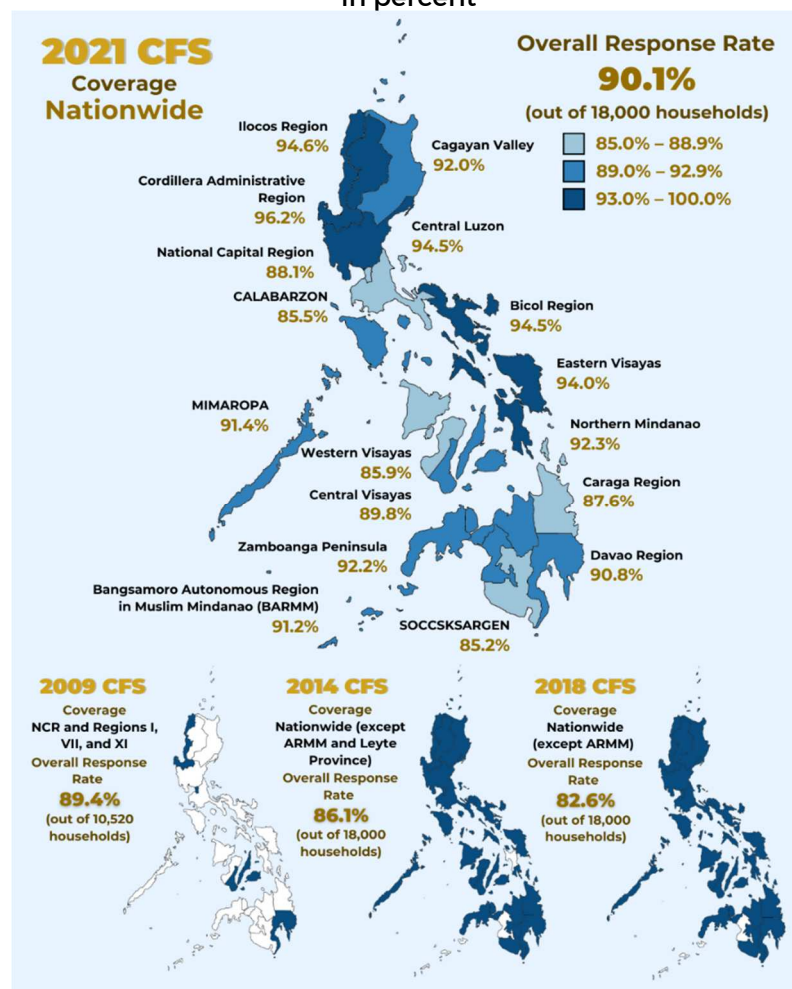 in percent
2021 CFS
Coverage
Nationwide
Overall Response Rate
90.1%
(out of 18,000 households)
85.0% – 88.9%
89.0% – 92.9%
93.0% – 100.0%
Ilocos Region
94.6%
Cagayan Valley
92.0%
Cordillera Administrative
Region
96.2%
Central Luzon
94.5%
National Capital Region
88.1%
CALABARZON
85.5%
Bicol Region
94.5%
Eastern Visayas
94.0%
MIMAROPA
91.4%
Northern Mindanao
92.3%
Western Visayas
85.9%
Caraga Region
87.6%
Central Visayas
89.8%
Zamboanga Peninsula
92.2%
Davao Region
90.8%
Bangsamoro Autonomous Region
in Muslim Mindanao (BARMM)
91.2%
SOCCSKSARGEN
85.2%
2009 CFS
Coverage
NCR and Regions I,
VII, and XI
Overall Response
Rate
89.4%
(out of 10,520
households)
2014 CFS
Coverage
Nationwide (except
ARMM and Leyte
Province)
Overall Response
Rate
86.1%
(out of 18,000
households)
2018 CFS
Coverage
Nationwide
(except ARMM)
Overall Response
Rate
82.6%
(out of 18,000
households)